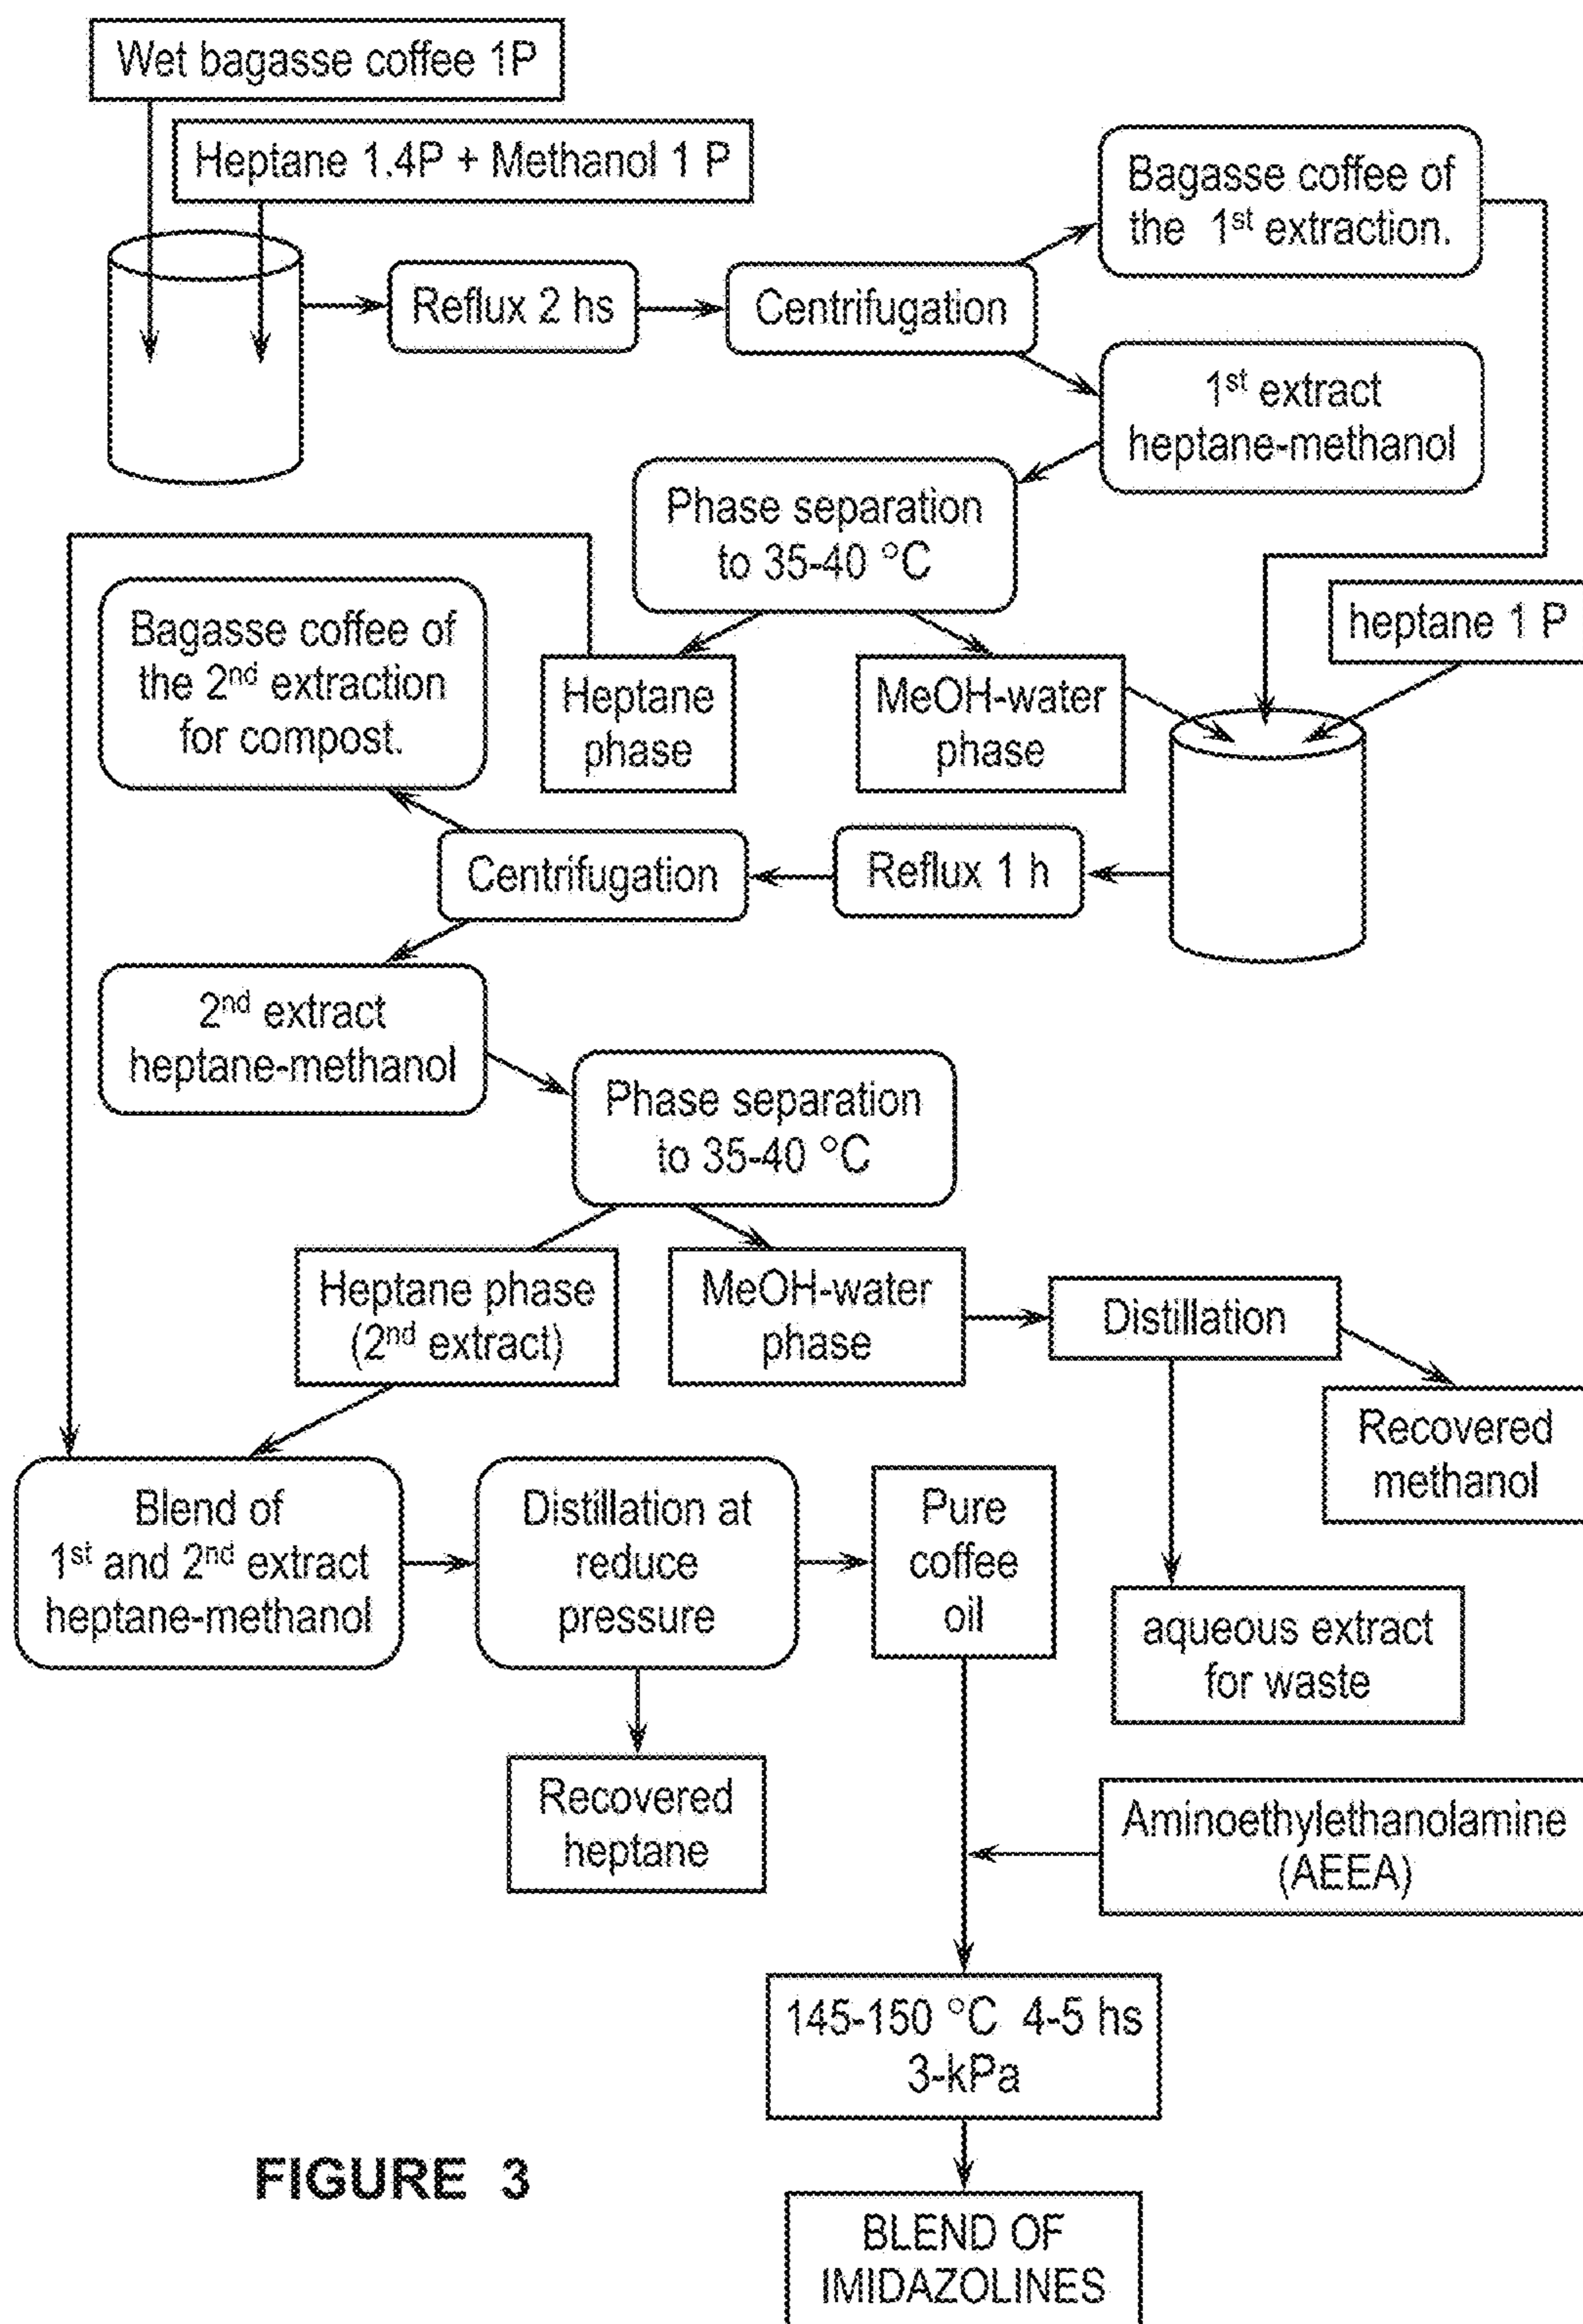 Wet bagasse coffee 1P
Heptane 1.4P + Methanol 1 P
Reflux 2 hs
Centrifugation
Bagasse coffee of
the 1st extraction.
1st extract
heptane-methanol
Phase separation
to 35-40 °C
Heptane
phase
MeOH-water
phase
heptane 1 P
Reflux 1 h
Centrifugation
Bagasse coffee of
the 2nd extraction
for compost.
2nd extract
heptane-methanol
Phase separation
to 35-40 °C
Heptane phase
(2nd extract)
MeOH-water
phase
Distillation
Recovered
methanol
aqueous extract
for waste
Blend of
1st and 2nd extract
heptane-methanol
Distillation at
reduce
pressure
Recovered
heptane
Pure
coffee
oil
Aminoethylethanolamine
(AEEA)
145-150 °C 4-5 hs
3-kPa
BLEND OF
IMIDAZOLINES
FIGURE 3